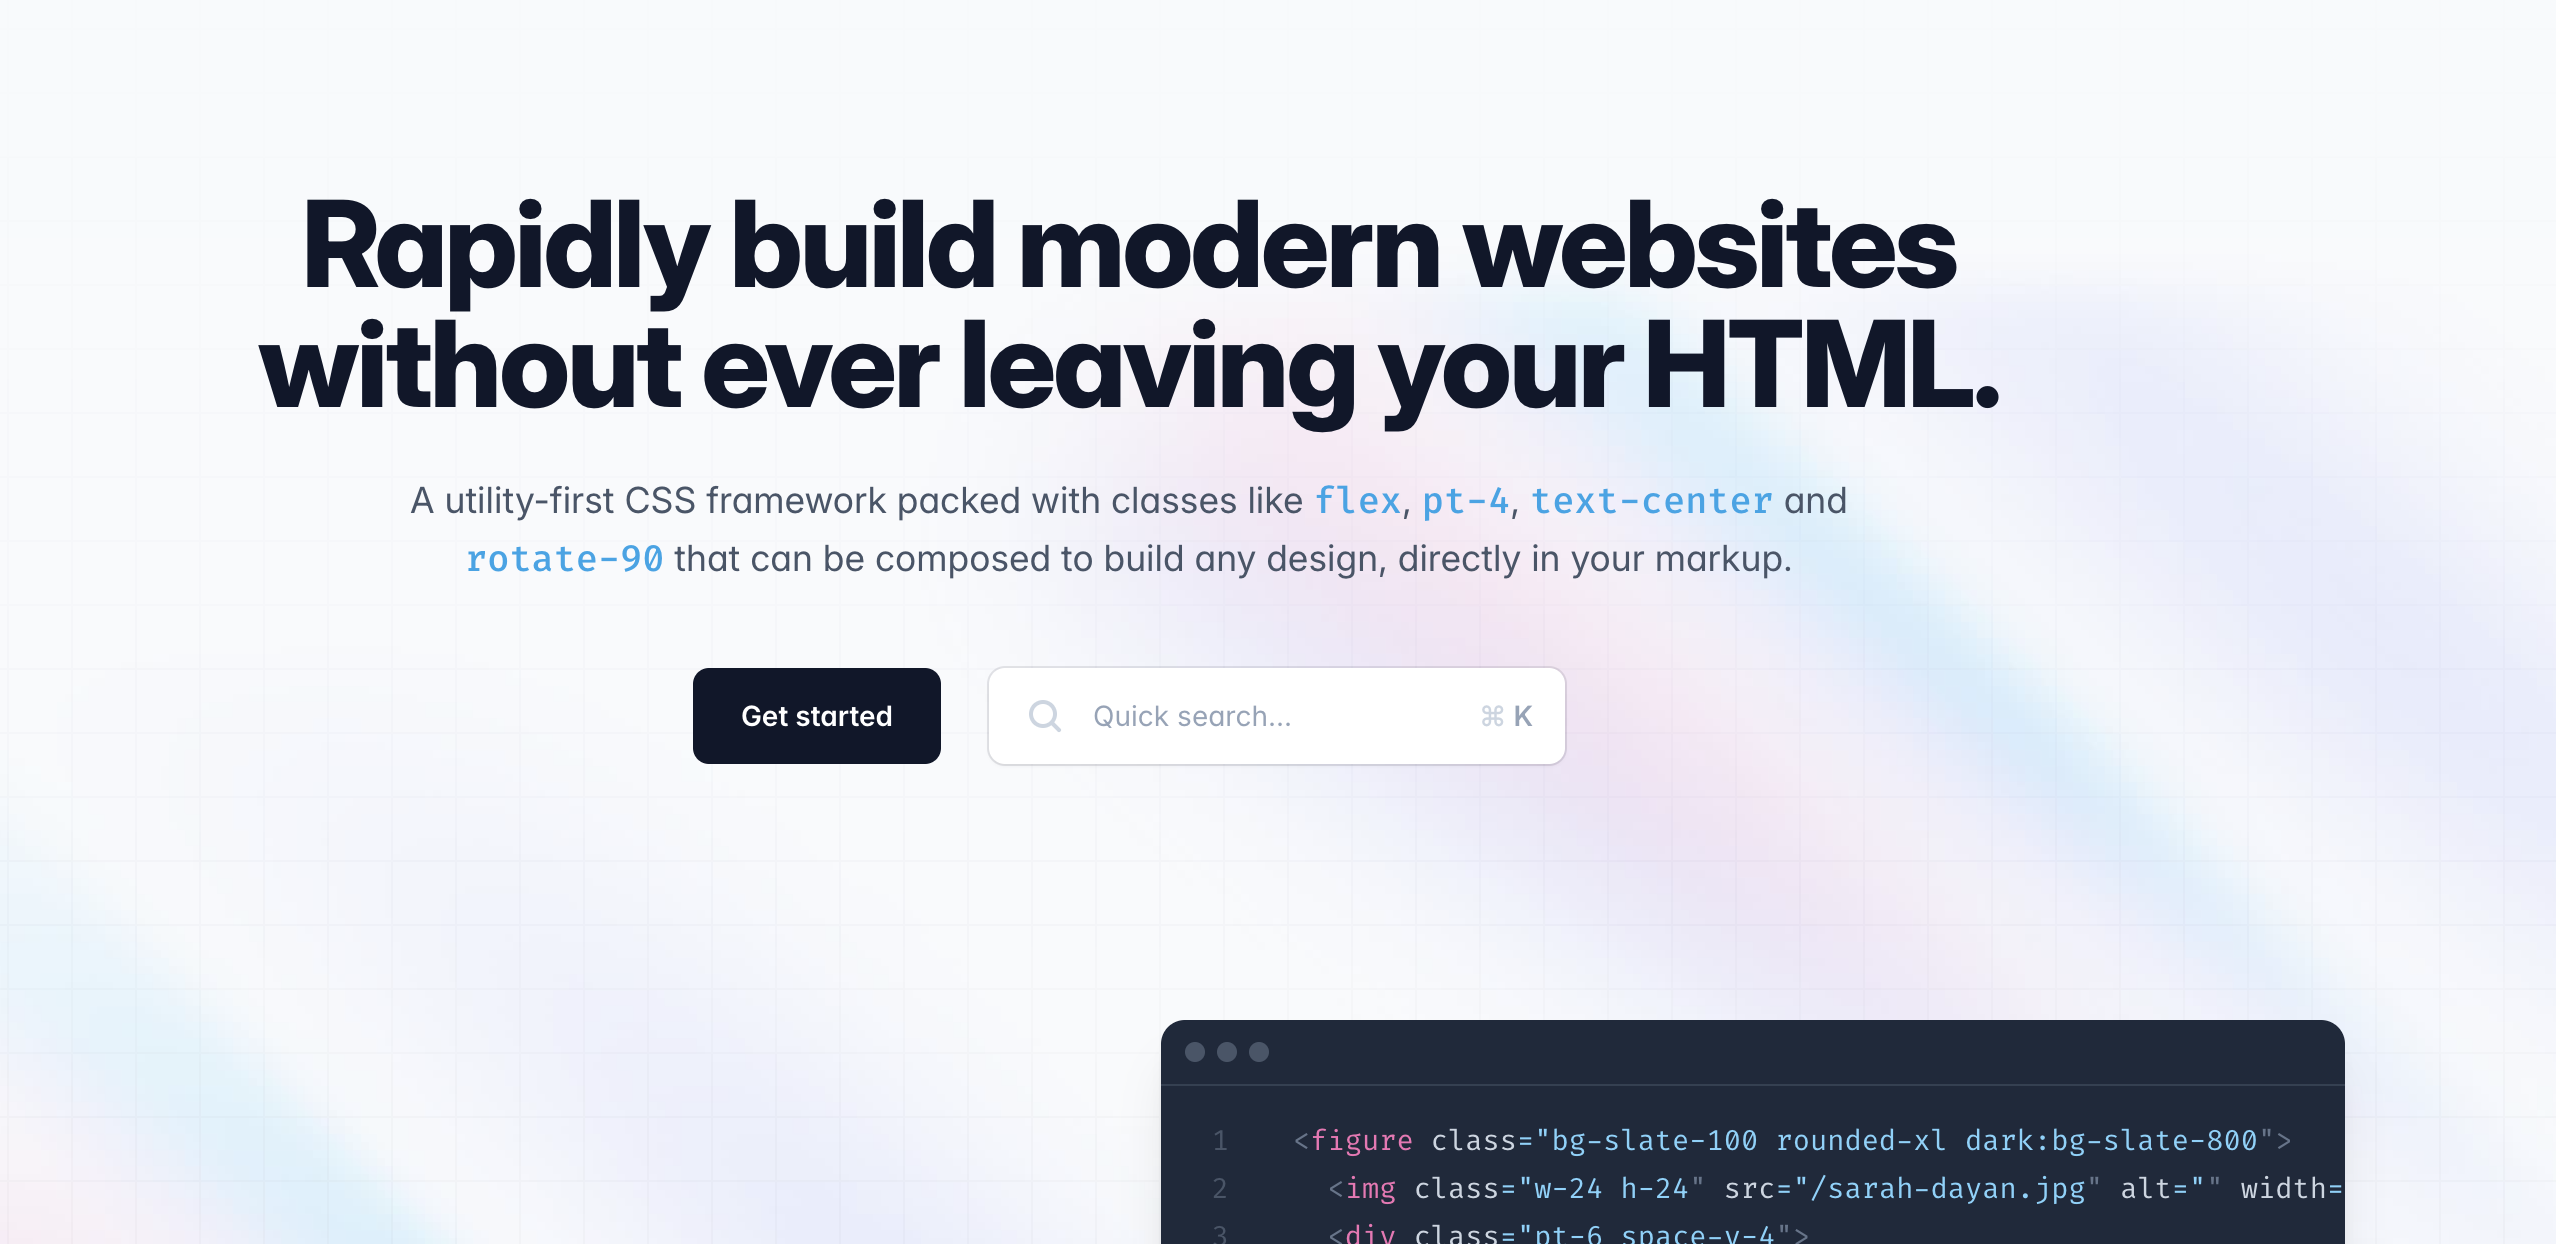 Rapidly build modern websites
without ever leaving your HTML.
A utility-first CSS framework packed with classes like flex, pt-4, text-center and
rotate-90 that can be composed to build any design, directly in your markup.
Get started
Quick search...
⌘ K
1 <figure class="bg-slate-100 rounded-xl dark:bg-slate-800">
2 <img class="w-24 h-24" src="/sarah-dayan.jpg" alt="" width=
3 <div class="pt-6 space-y-4">